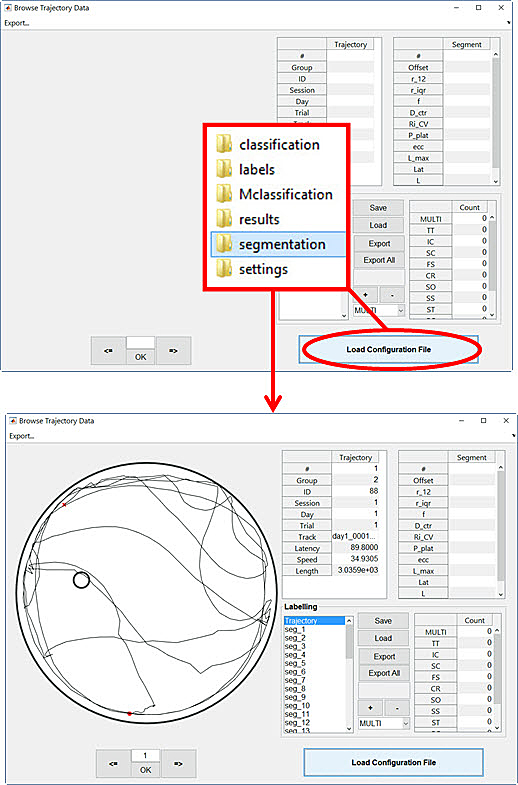 Browse Trajectory Data
Export...
Trajectory
Segment
#
Group
ID
Session
Day
Trial
#
Offset
r_12
r_iqr
f
D_ctr
Ri_CV
P_plat
ecc
L_max
Lat
L
classification
labels
Mclassification
results
segmentation
settings
Save
Load
Export
Export All
+ -
MULTI
Count
MULTI 0
TT 0
IC 0
SC 0
FS 0
CR 0
SO 0
SS 0
ST 0
<= OK =>
Load Configuration File
Browse Trajectory Data
Export...
Trajectory
# 1
Group 2
ID 88
Session 1
Day 1
Trial 1
Track day1_0001...
Latency 89.8000
Speed 34.9305
Length 3.0359e+03
Segment
#
Offset
r_12
r_iqr
f
D_ctr
Ri_CV
P_plat
ecc
L_max
Lat
L
Labelling
Trajectory
seg_1
seg_2
seg_3
seg_4
seg_5
seg_6
seg_7
seg_8
seg_9
seg_10
seg_11
seg_12
seg_13
Save
Load
Export
Export All
+ -
MULTI
Count
MULTI 0
TT 0
IC 0
SC 0
FS 0
CR 0
SO 0
SS 0
ST 0
<= 1 =>
OK
Load Configuration File